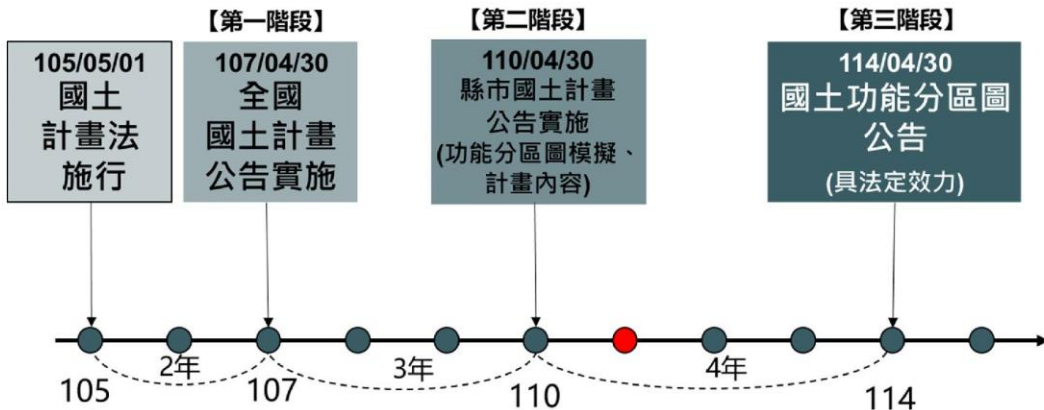 【第一階段】
【第二階段】
【第三階段】
105/05/01
國土
計畫法
施行
107/04/30
全國
國土計畫
公告實施
110/04/30
縣市國土計畫
公告實施
(功能分區圖模擬、
計畫內容)
114/04/30
國土功能分區圖
公告
(具法定效力)
2年
3年
4年
105
107
110
114